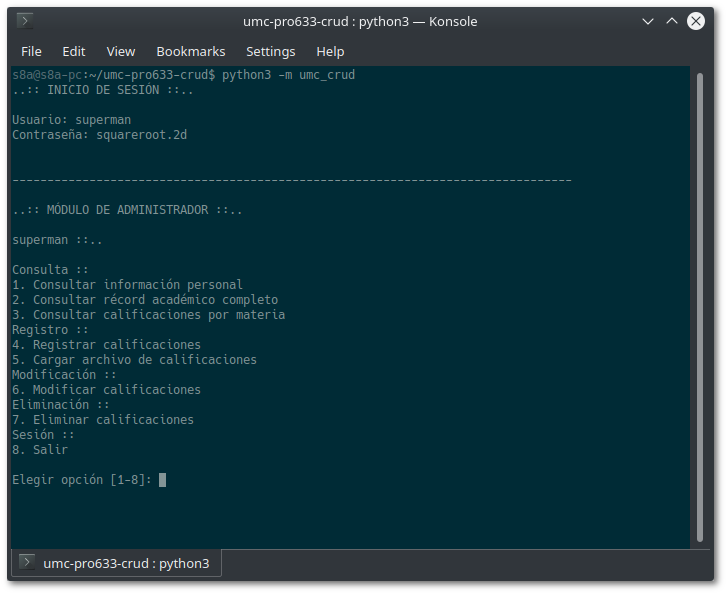 umc-pro633-crud : python3 — Konsole
File Edit View Bookmarks Settings Help
s8a@s8a-pc:~/umc-pro633-crud$ python3 -m umc_crud
..:: INICIO DE SESIÓN ::..
Usuario: superman
Contraseña: squareroot.2d
--------------------------------------------------------------------------------
..:: MÓDULO DE ADMINISTRADOR ::..
superman ::..
Consulta ::
1. Consultar información personal
2. Consultar récord académico completo
3. Consultar calificaciones por materia
Registro ::
4. Registrar calificaciones
5. Cargar archivo de calificaciones
Modificación ::
6. Modificar calificaciones
Eliminación ::
7. Eliminar calificaciones
Sesión ::
8. Salir
Elegir opción [1-8]:
umc-pro633-crud : python3